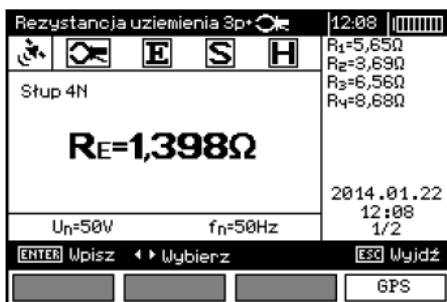 Rezystancja uziemienia 3p+
12:08
E S H
R1=5,65Ω
R2=3,69Ω
R3=6,56Ω
R4=8,68Ω
Słup 4N
RE=1,398Ω
2014.01.22
12:08
1/2
Un=50V fn=50Hz
ENTER Wpisz Wybierz ESC Wyjdź
GPS